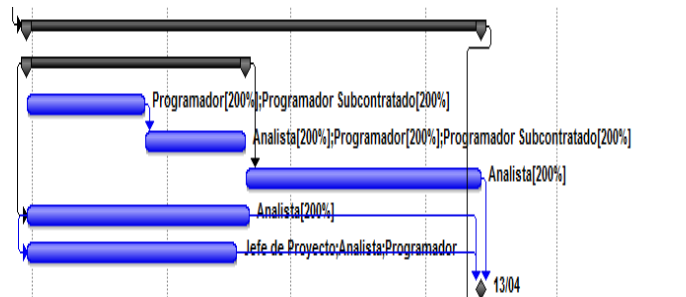 Programador[200%];Programador Subcontratado[200%]
Analista[200%];Programador[200%];Programador Subcontratado[200%]
Analista[200%]
Analista[200%]
Jefe de Proyecto;Analista;Programador
13/04